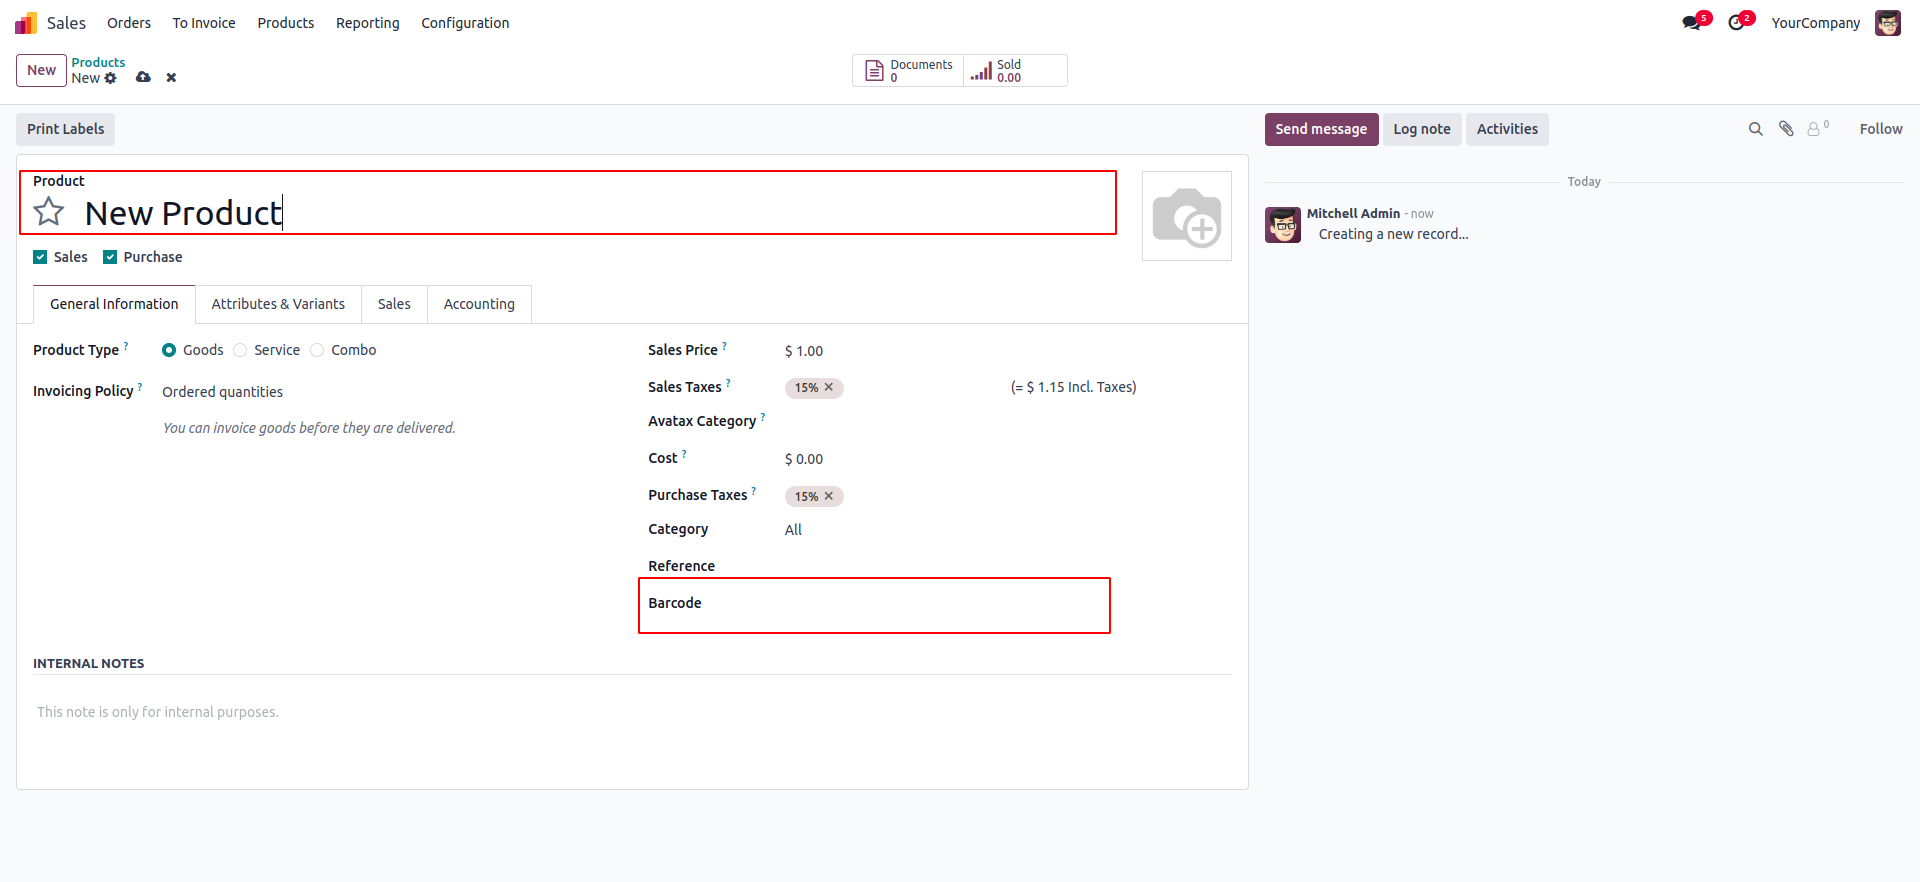 Sales Orders To Invoice Products Reporting Configuration 5 2 YourCompany
New Products
New
Documents 0
Sold 0.00
Print Labels
Send message Log note Activities 0 Follow
Product
New Product
Sales Purchase
General Information Attributes & Variants Sales Accounting
Product Type ? Goods Service Combo
Invoicing Policy ? Ordered quantities
You can invoice goods before they are delivered.
Sales Price ? $ 1.00
Sales Taxes ? 15% (= $ 1.15 Incl. Taxes)
Avatax Category ?
Cost ? $ 0.00
Purchase Taxes ? 15%
Category All
Reference
Barcode
INTERNAL NOTES
This note is only for internal purposes.
Today
Mitchell Admin - now
Creating a new record...